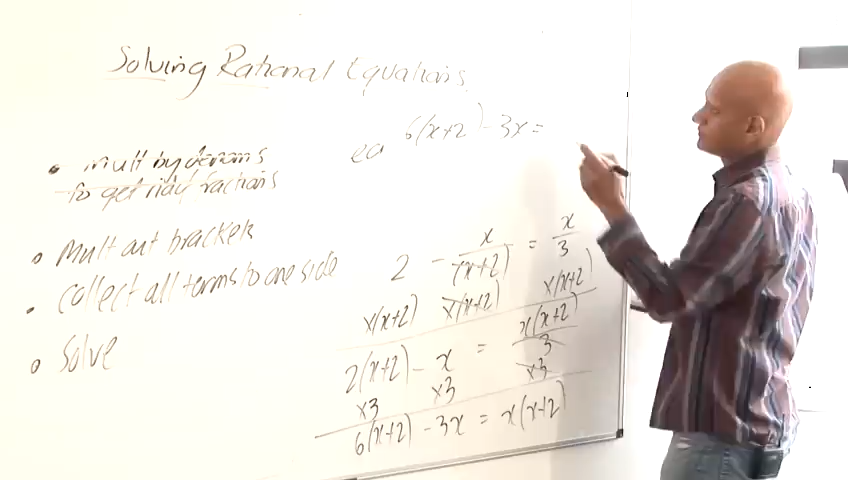 Solving Rational Equations
• mult by denoms
to get rid of fractions
• Mult out brackets
• Collect all terms to one side
• Solve
eq 6(x+2) - 3x =
2 - x/(x+2) = x/3
x(x+2) x(x+2) x(x+2)
2(x+2) - x = x(x+2)/3
x3 x3 x3
6(x+2) - 3x = x(x+2)